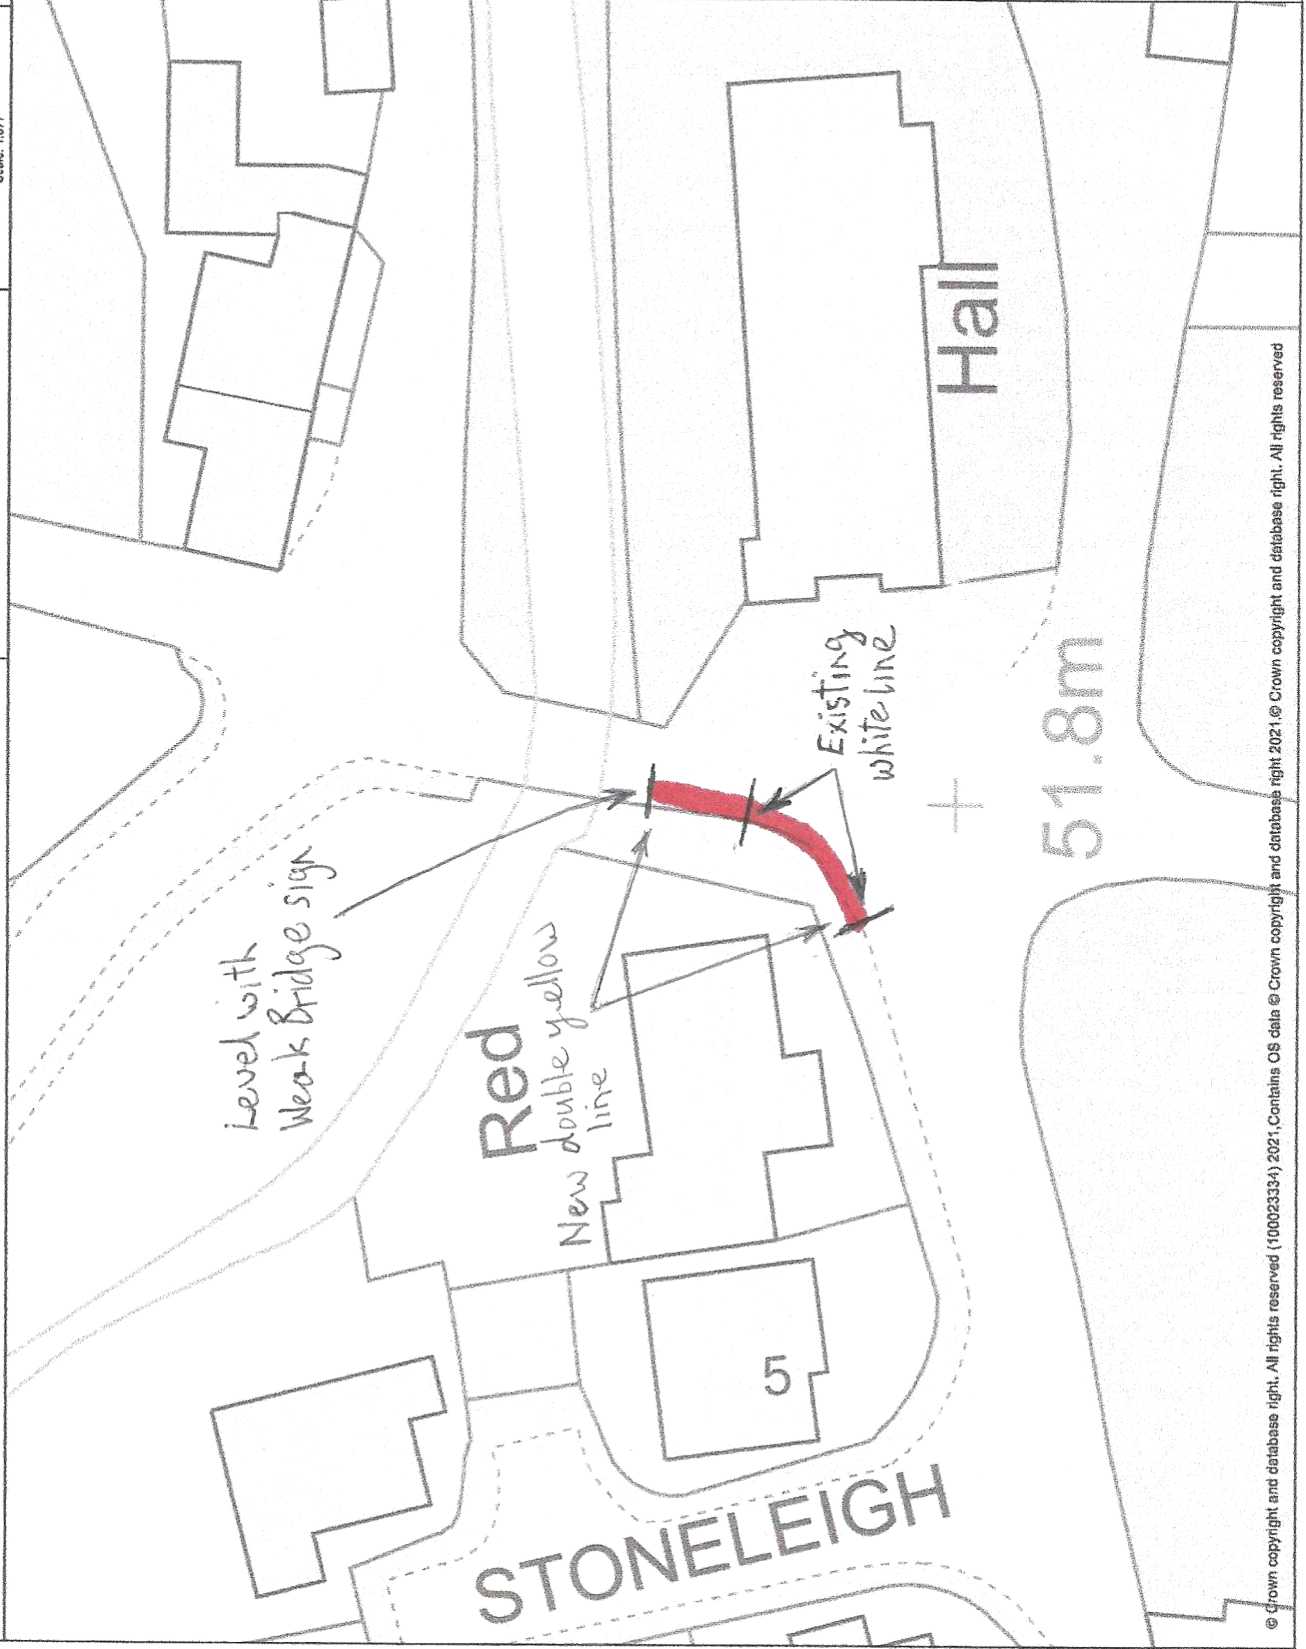 Level with
Weak Bridge sign
Red
New double yellow
line
Existing
white line
Hall
51.8m
5
STONELEIGH
© Crown copyright and database right. All rights reserved (100023334) 2021,Contains OS data © Crown copyright and database right 2021,© Crown copyright and database right. All rights reserved